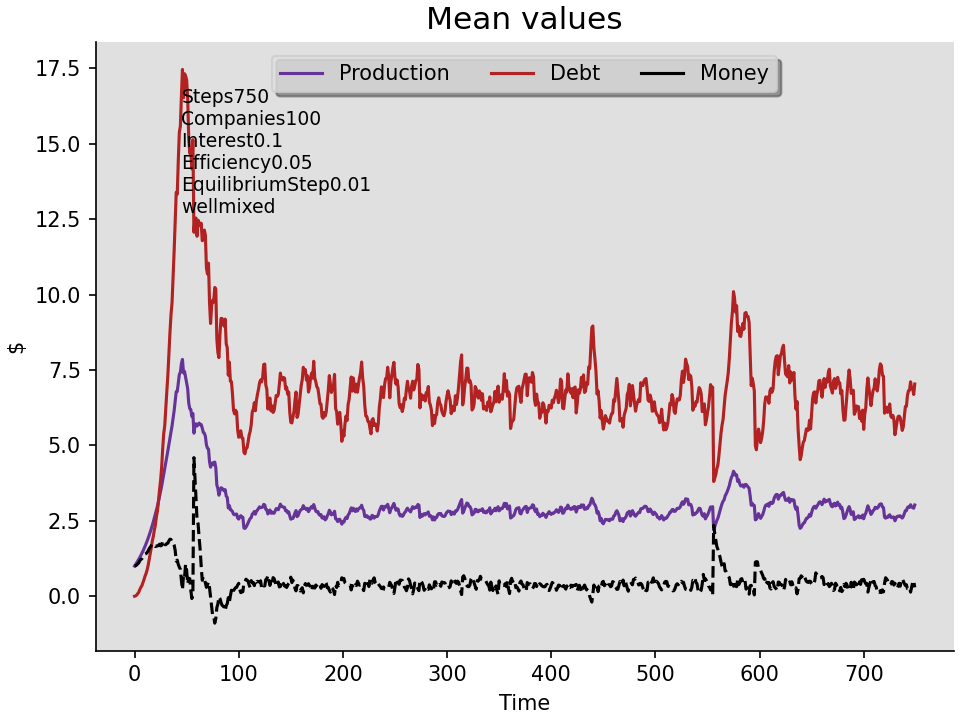 Mean values
Production Debt Money
Steps750
Companies100
Interest0.1
Efficiency0.05
EquilibriumStep0.01
wellmixed
17.5
15.0
12.5
10.0
7.5
5.0
2.5
0.0
$
0 100 200 300 400 500 600 700
Time